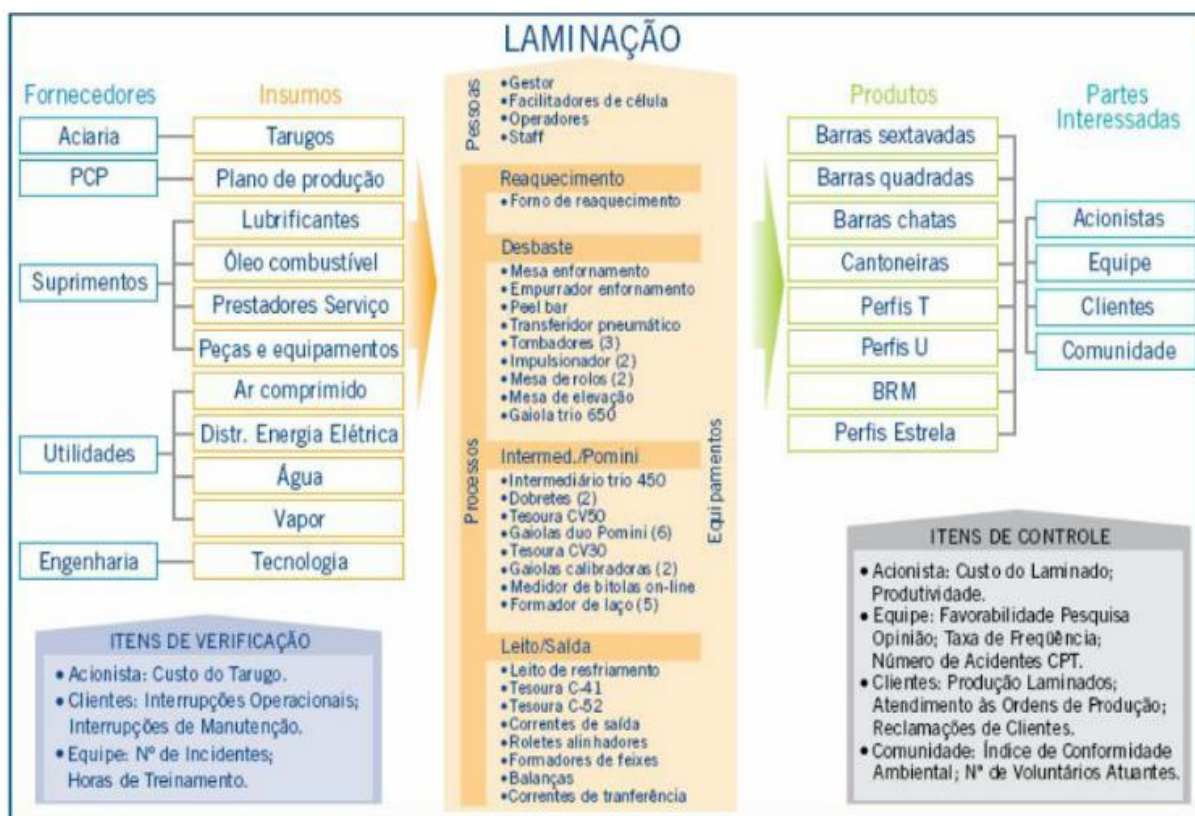 LAMINAÇÃO
Fornecedores
Aciaria
PCP
Suprimentos
Utilidades
Engenharia
Insumos
Tarugos
Plano de produção
Lubrificantes
Óleo combustível
Prestadores Serviço
Peças e equipamentos
Ar comprimido
Distr. Energia Elétrica
Água
Vapor
Tecnologia
ITENS DE VERIFICAÇÃO
• Acionista: Custo do Tarugo.
• Clientes: Interrupções Operacionais;
Interrupções de Manutenção.
• Equipe: Nº de Incidentes;
Horas de Treinamento.
Pessoas
•Gestor
•Facilitadores de célula
•Operadores
•Staff
Processos
Equipamentos
Reaquecimento
•Forno de reaquecimento
Desbaste
•Mesa enfornamento
•Empurrador enfornamento
•Peel bar
•Transferidor pneumático
•Tombadores (3)
•Impulsionador (2)
•Mesa de rolos (2)
•Mesa de elevação
•Gaiola trio 650
Intermed./Pomini
•Intermediário trio 450
•Dobretes (2)
•Tesoura CV50
•Gaiolas duo Pomini (6)
•Tesoura CV30
•Gaiolas calibradoras (2)
•Medidor de bitolas on-line
•Formador de laço (5)
Leito/Saída
•Leito de resfriamento
•Tesoura C-41
•Tesoura C-52
•Correntes de saída
•Roletes alinhadores
•Formadores de feixes
•Balanças
•Correntes de tranferência
Produtos
Barras sextavadas
Barras quadradas
Barras chatas
Cantoneiras
Perfis T
Perfis U
BRM
Perfis Estrela
Partes
Interessadas
Acionistas
Equipe
Clientes
Comunidade
ITENS DE CONTROLE
• Acionista: Custo do Laminado;
Produtividade.
• Equipe: Favorabilidade Pesquisa
Opinião; Taxa de Freqüência;
Número de Acidentes CPT.
• Clientes: Produção Laminados;
Atendimento às Ordens de Produção;
Reclamações de Clientes.
• Comunidade: Índice de Conformidade
Ambiental; Nº de Voluntários Atuantes.